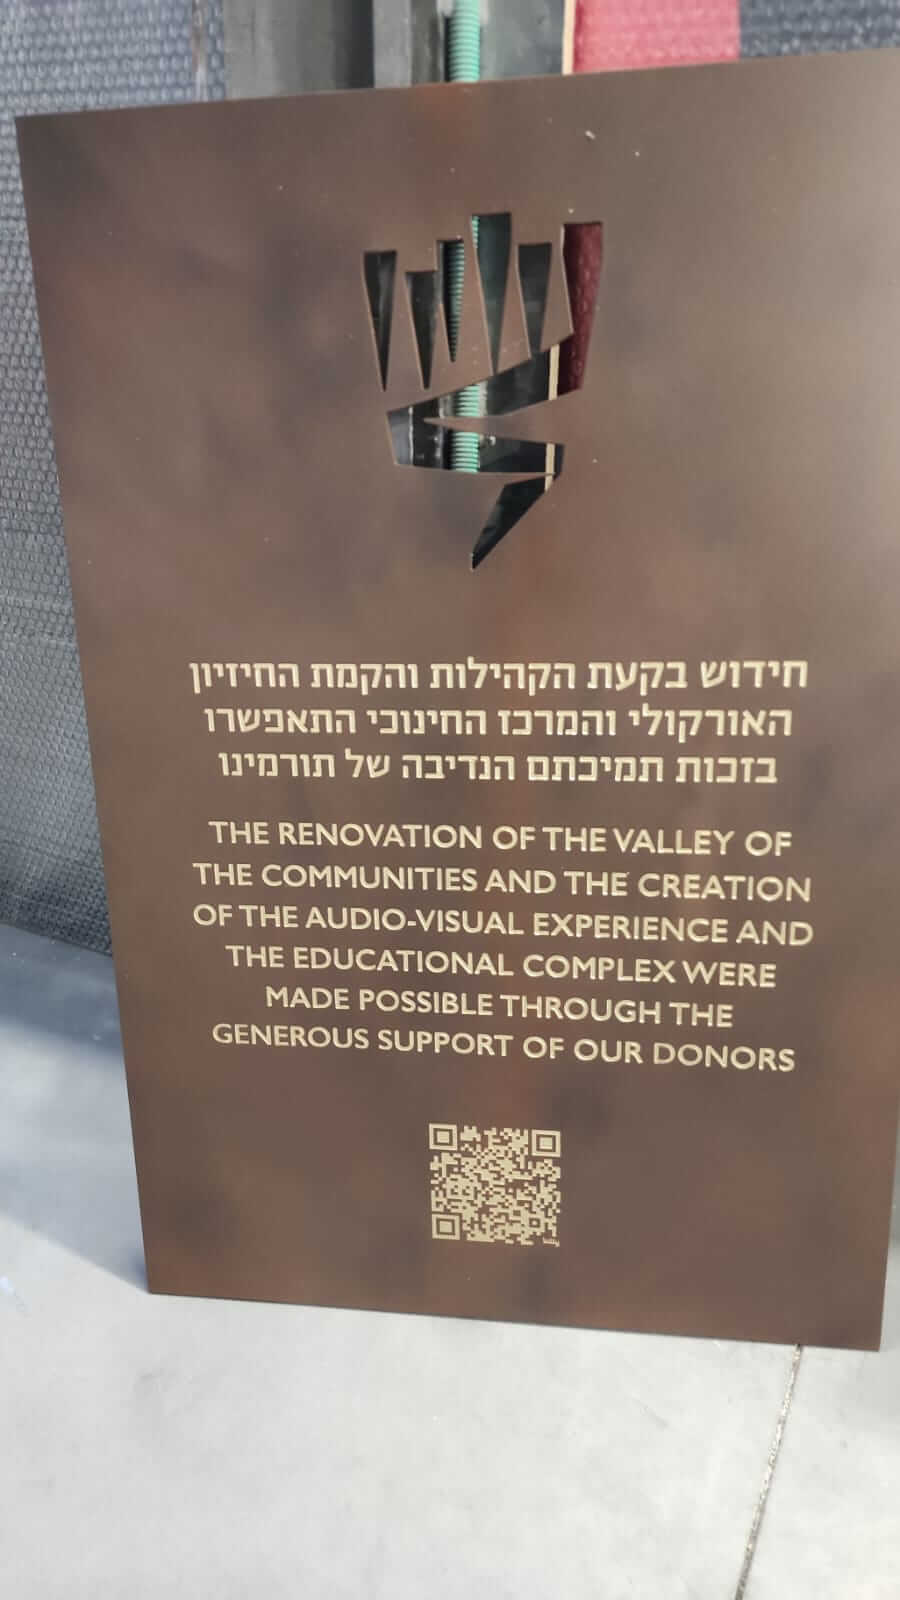 חידוש בקעת הקהילות והקמת החיזיון
האורקולי והמרכז החינוכי התאפשרו
בזכות תמיכתם הנדיבה של תורמינו
THE RENOVATION OF THE VALLEY OF
THE COMMUNITIES AND THE CREATION
OF THE AUDIO-VISUAL EXPERIENCE AND
THE EDUCATIONAL COMPLEX WERE
MADE POSSIBLE THROUGH THE
GENEROUS SUPPORT OF OUR DONORS